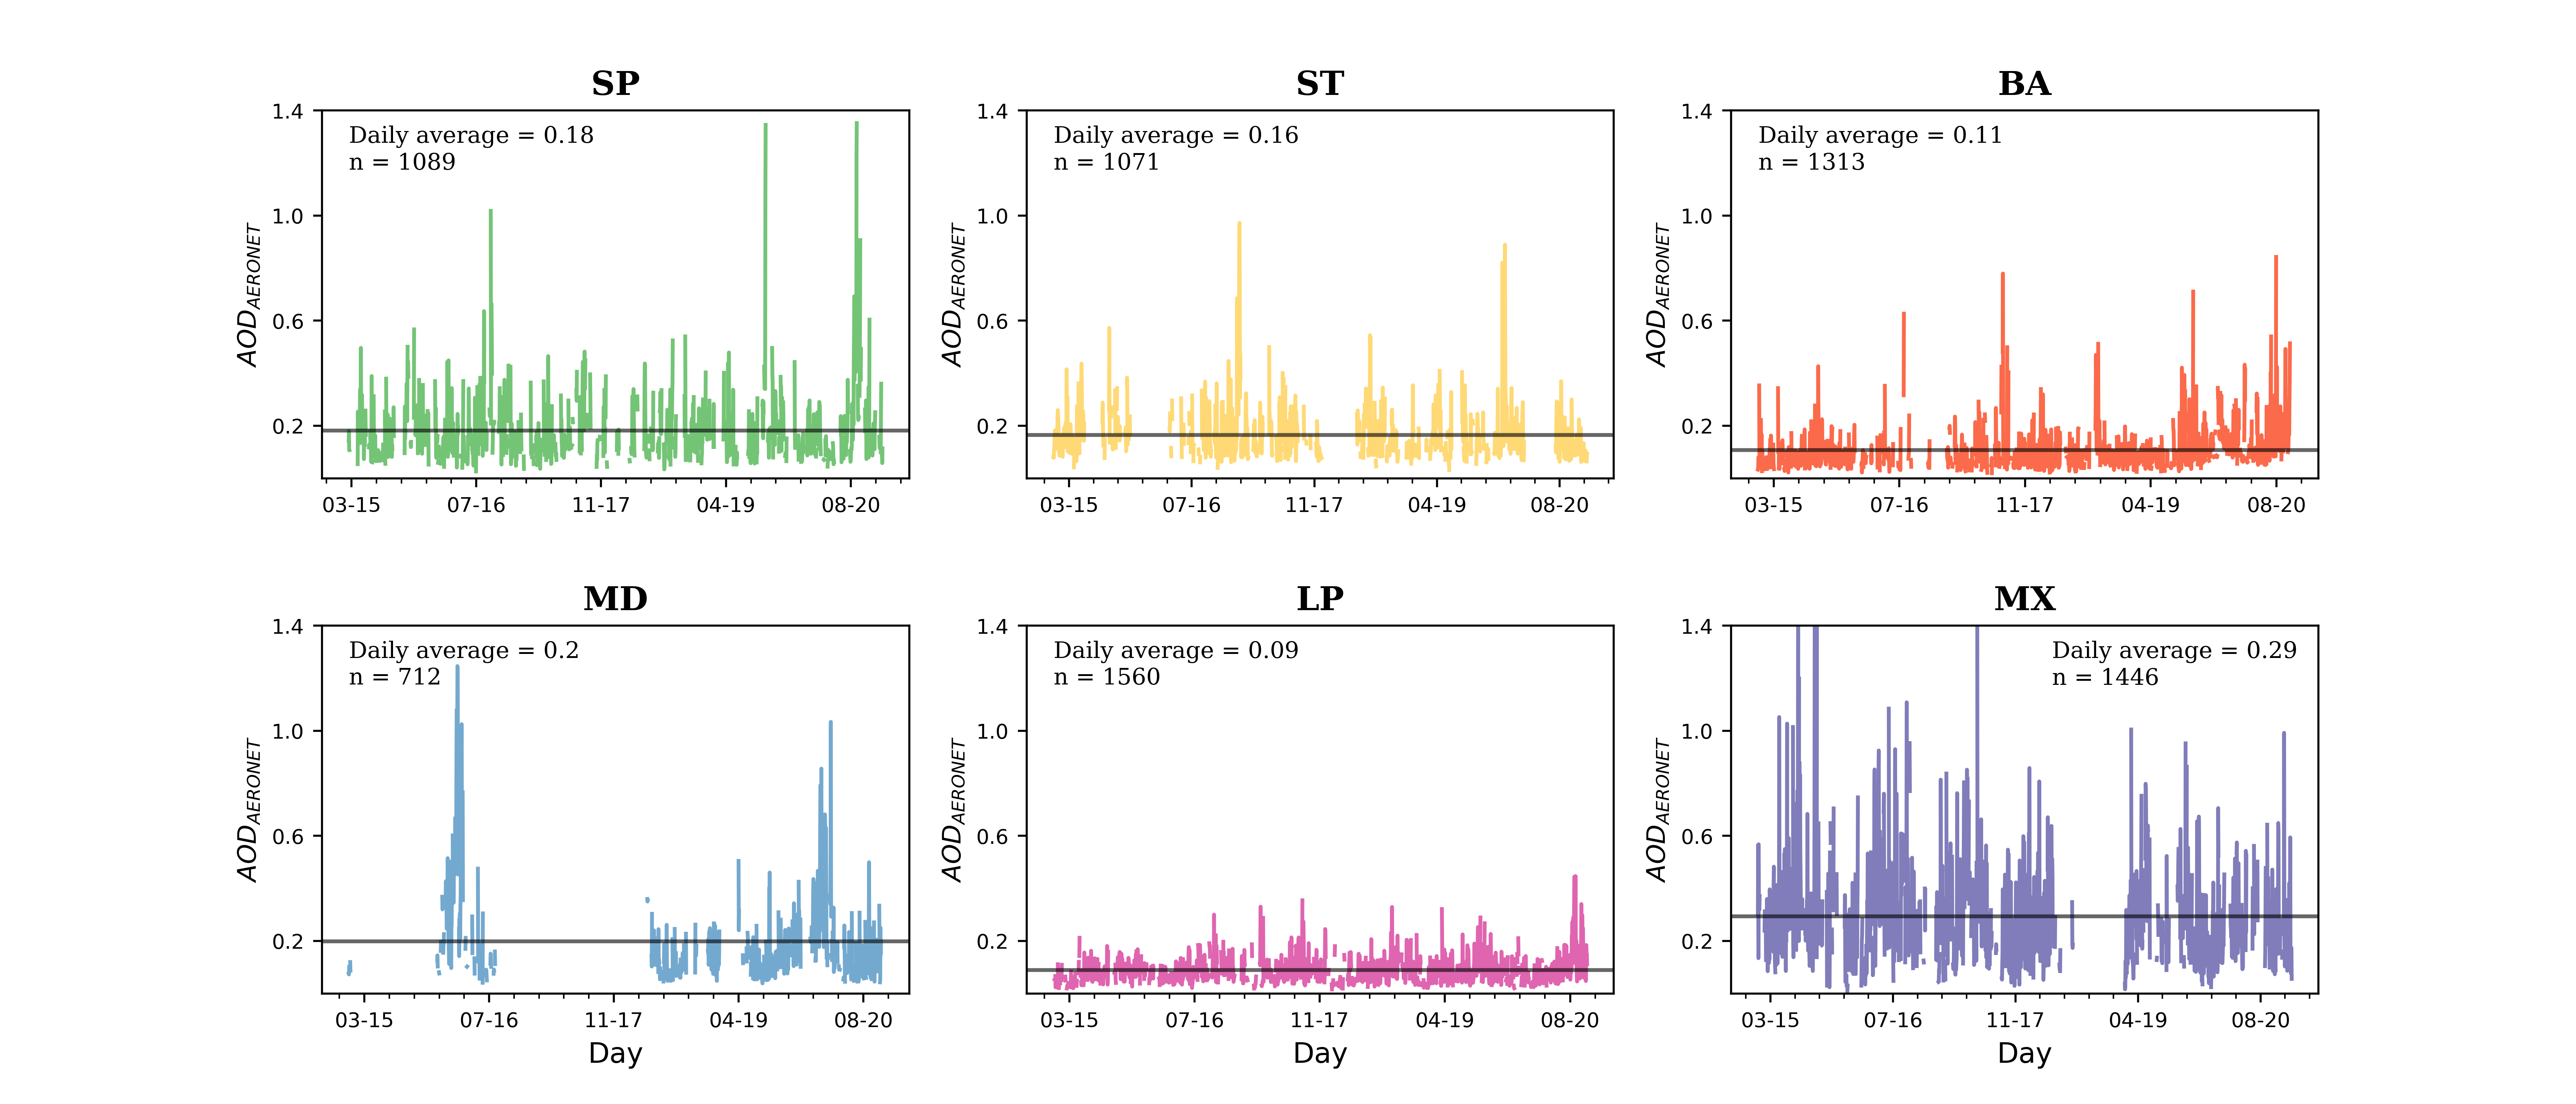 SP
Daily average = 0.18
n = 1089
AOD_AERONET
1.4
1.0
0.6
0.2
03-15 07-16 11-17 04-19 08-20
ST
Daily average = 0.16
n = 1071
AOD_AERONET
1.4
1.0
0.6
0.2
03-15 07-16 11-17 04-19 08-20
BA
Daily average = 0.11
n = 1313
AOD_AERONET
1.4
1.0
0.6
0.2
03-15 07-16 11-17 04-19 08-20
MD
Daily average = 0.2
n = 712
AOD_AERONET
1.4
1.0
0.6
0.2
03-15 07-16 11-17 04-19 08-20
Day
LP
Daily average = 0.09
n = 1560
AOD_AERONET
1.4
1.0
0.6
0.2
03-15 07-16 11-17 04-19 08-20
Day
MX
Daily average = 0.29
n = 1446
AOD_AERONET
1.4
1.0
0.6
0.2
03-15 07-16 11-17 04-19 08-20
Day